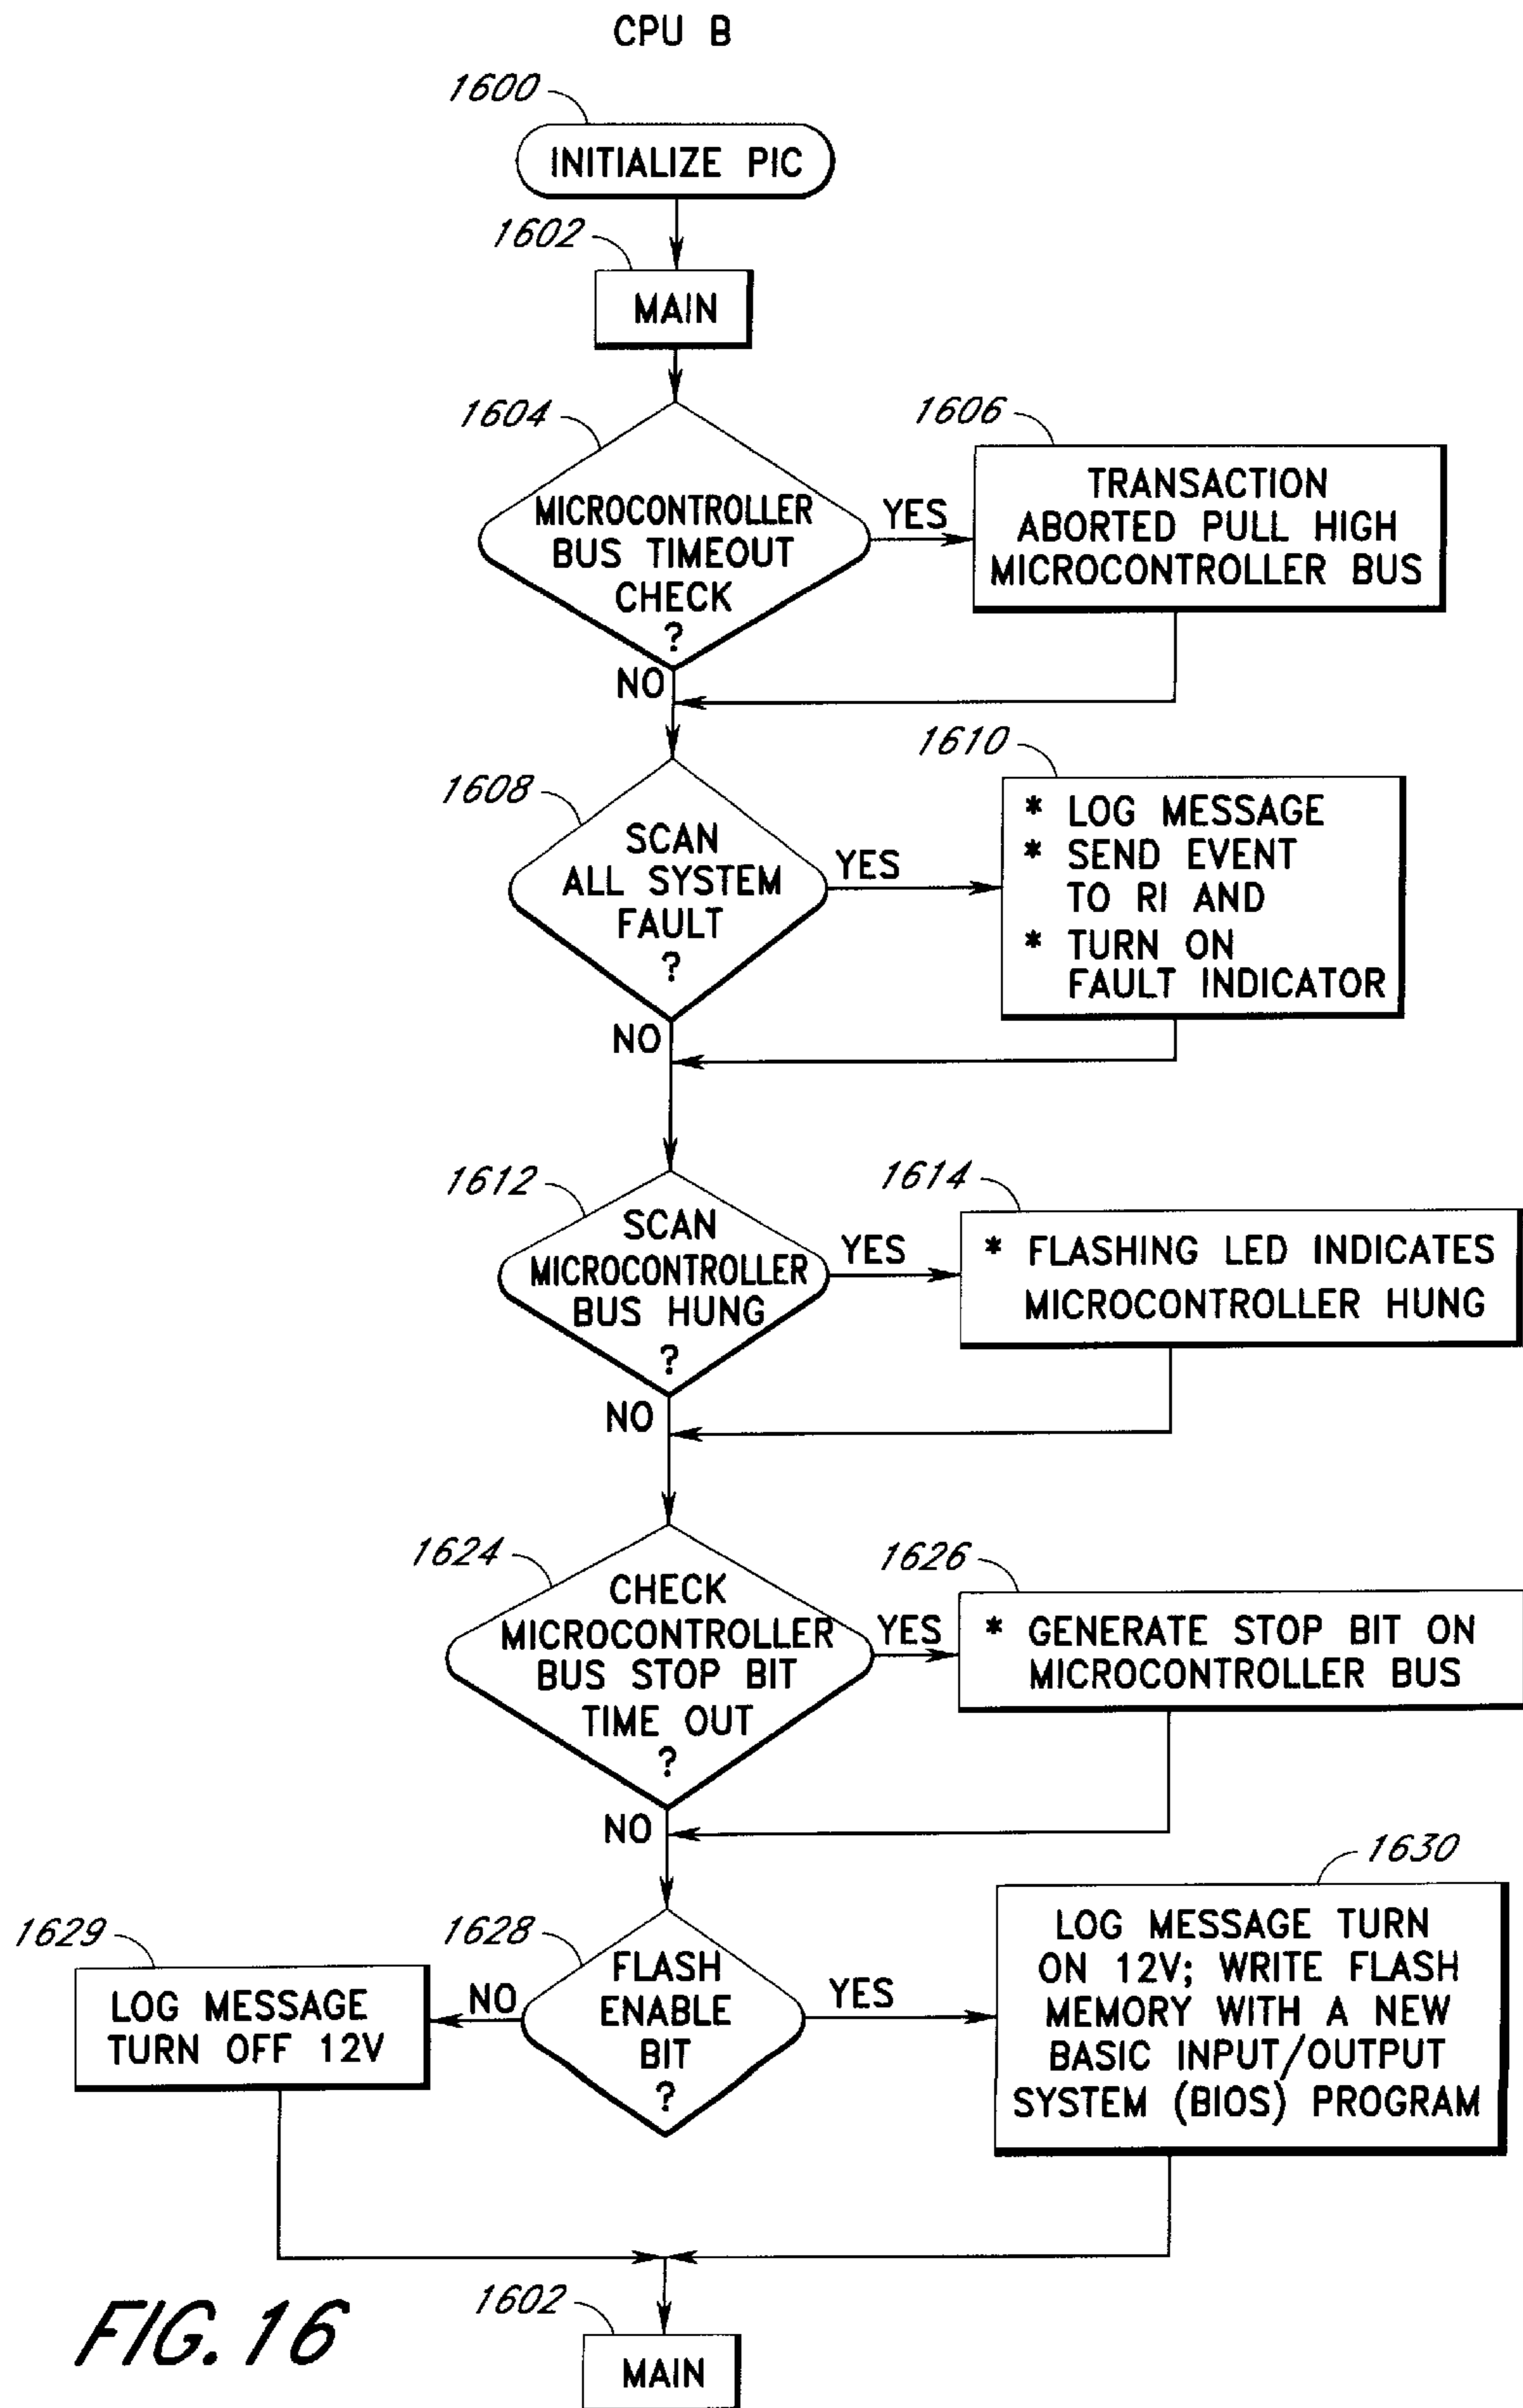 CPU B
1600
INITIALIZE PIC
1602
MAIN
1604
MICROCONTROLLER
BUS TIMEOUT
CHECK
?
YES
1606
TRANSACTION
ABORTED PULL HIGH
MICROCONTROLLER BUS
NO
1608
SCAN
ALL SYSTEM
FAULT
?
YES
1610
* LOG MESSAGE
* SEND EVENT
TO RI AND
* TURN ON
FAULT INDICATOR
NO
1612
SCAN
MICROCONTROLLER
BUS HUNG
?
YES
1614
* FLASHING LED INDICATES
MICROCONTROLLER HUNG
NO
1624
CHECK
MICROCONTROLLER
BUS STOP BIT
TIME OUT
?
YES
1626
* GENERATE STOP BIT ON
MICROCONTROLLER BUS
NO
1628
FLASH
ENABLE
BIT
?
NO
1629
LOG MESSAGE
TURN OFF 12V
YES
1630
LOG MESSAGE TURN
ON 12V; WRITE FLASH
MEMORY WITH A NEW
BASIC INPUT/OUTPUT
SYSTEM (BIOS) PROGRAM
1602
MAIN
FIG. 16